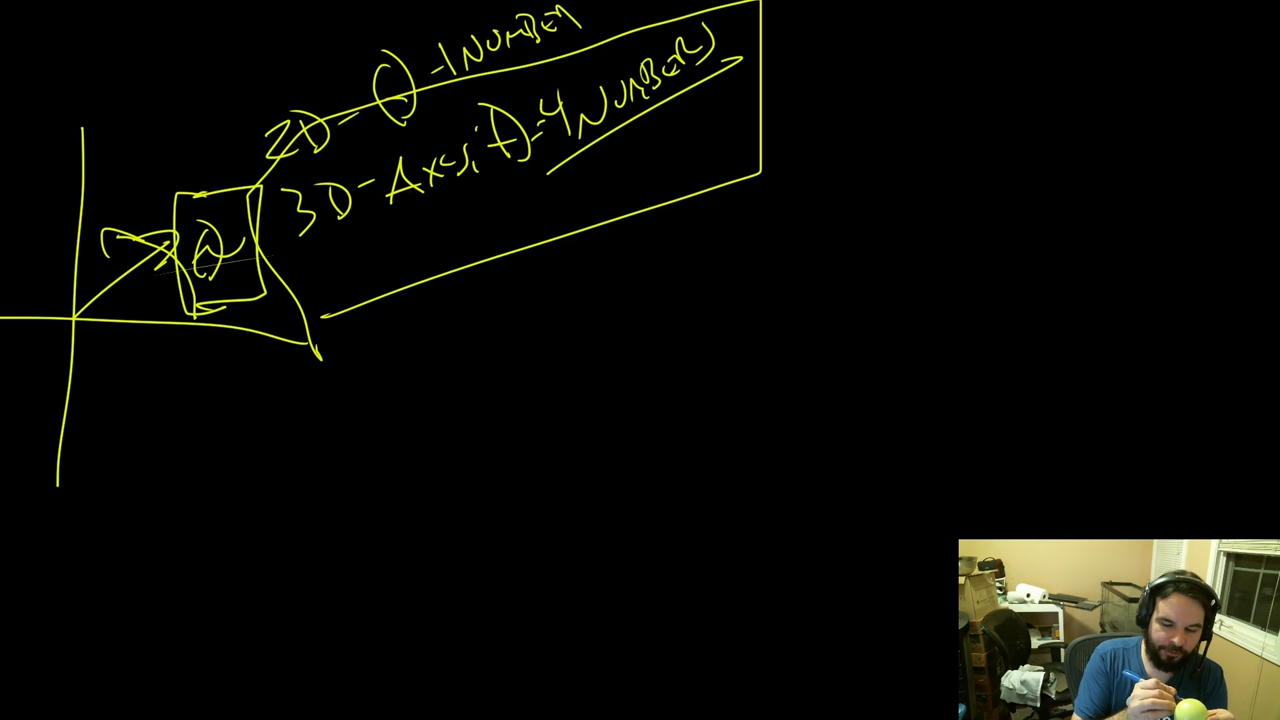 2D - θ - 1 NUMBER
3D - Axis, θ = 4 NUMBERS
Q